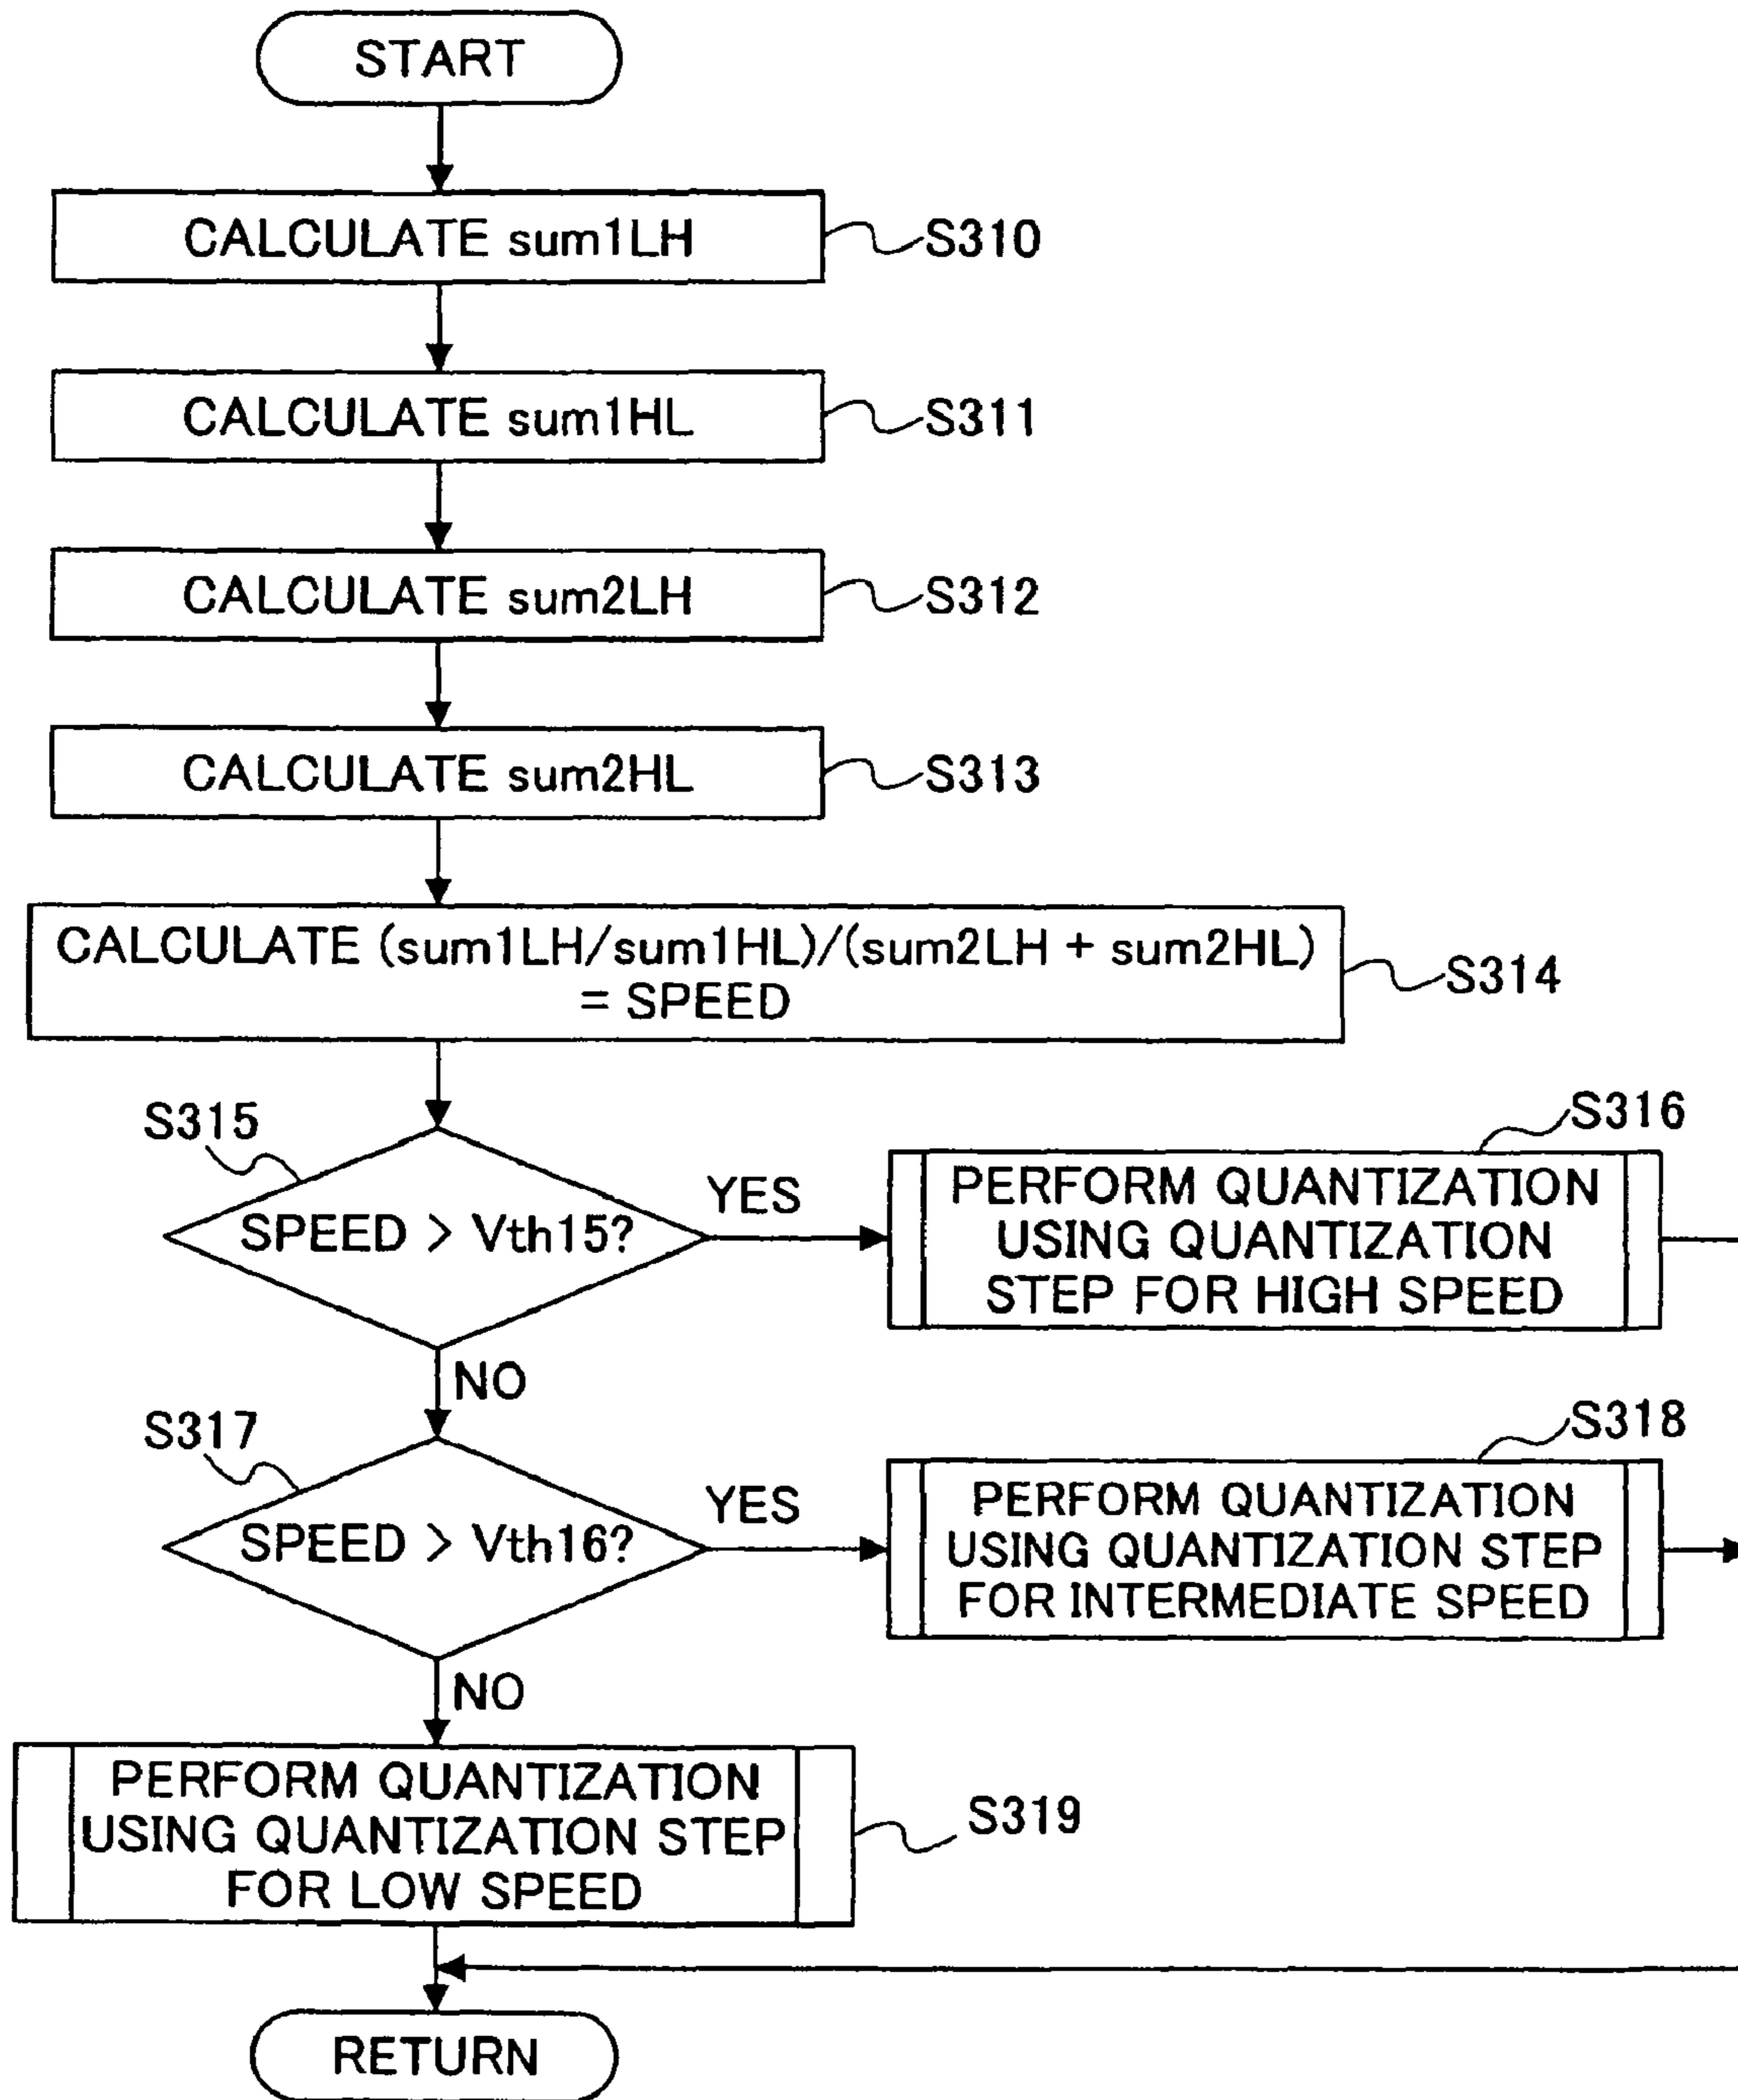 START
CALCULATE sum1LH
S310
CALCULATE sum1HL
S311
CALCULATE sum2LH
S312
CALCULATE sum2HL
S313
CALCULATE (sum1LH/sum1HL)/(sum2LH + sum2HL)
= SPEED
S314
S315
SPEED > Vth15?
YES
NO
S316
PERFORM QUANTIZATION
USING QUANTIZATION
STEP FOR HIGH SPEED
S317
SPEED > Vth16?
YES
NO
S318
PERFORM QUANTIZATION
USING QUANTIZATION STEP
FOR INTERMEDIATE SPEED
PERFORM QUANTIZATION
USING QUANTIZATION STEP
FOR LOW SPEED
S319
RETURN